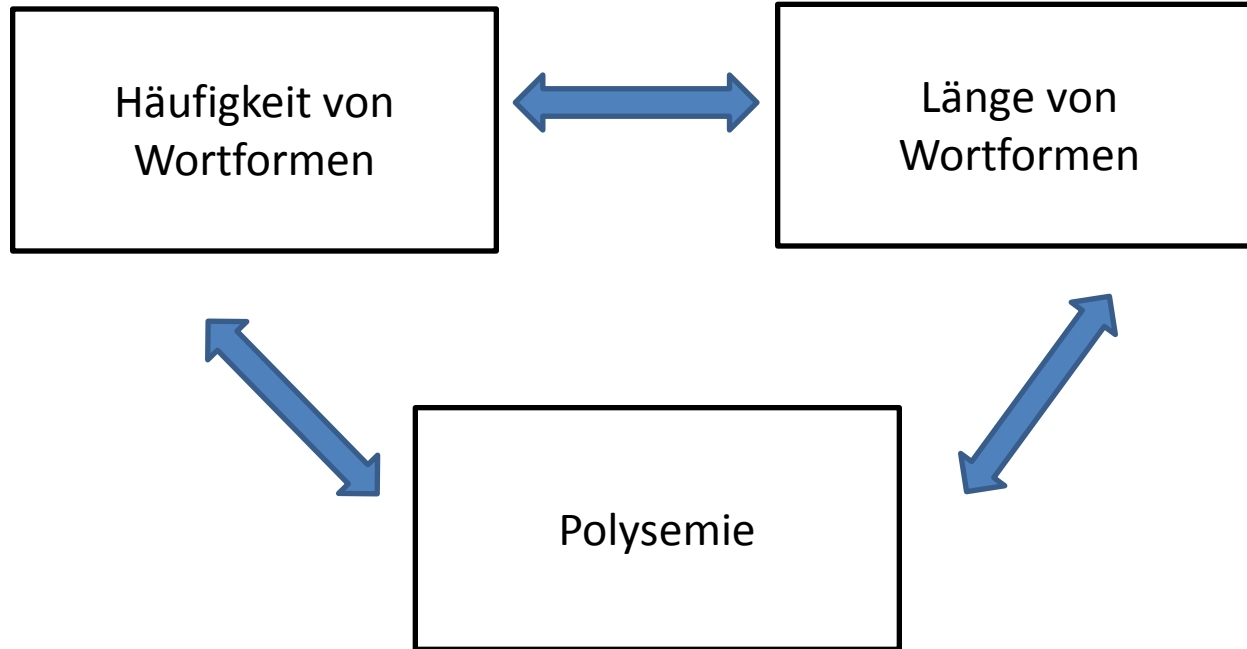 Häufigkeit von
Wortformen
Länge von
Wortformen
Polysemie